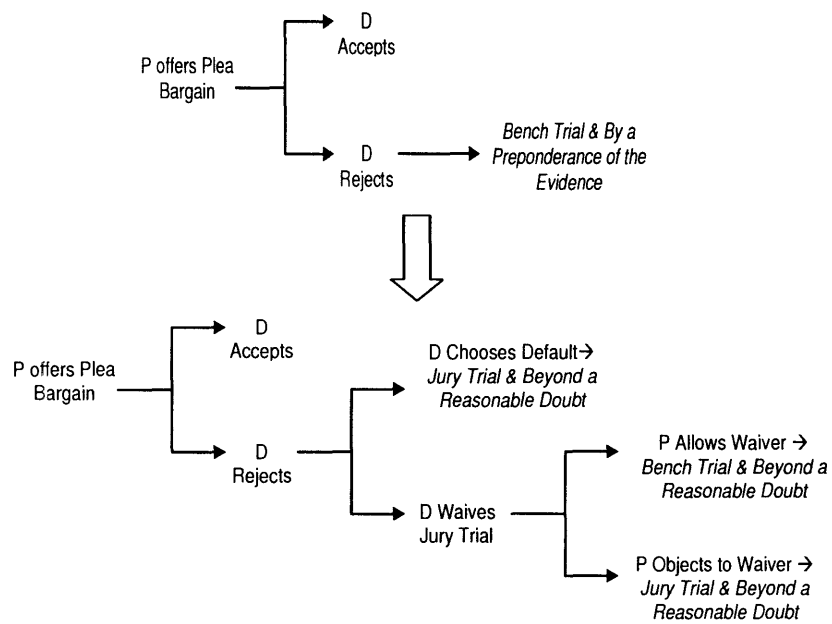 D
Accepts
P offers Plea
Bargain
D
Rejects
Bench Trial & By a
Preponderance of the
Evidence
D
Accepts
P offers Plea
Bargain
D
Rejects
D Chooses Default→
Jury Trial & Beyond a
Reasonable Doubt
D Waives
Jury Trial
P Allows Waiver →
Bench Trial & Beyond a
Reasonable Doubt
P Objects to Waiver →
Jury Trial & Beyond a
Reasonable Doubt